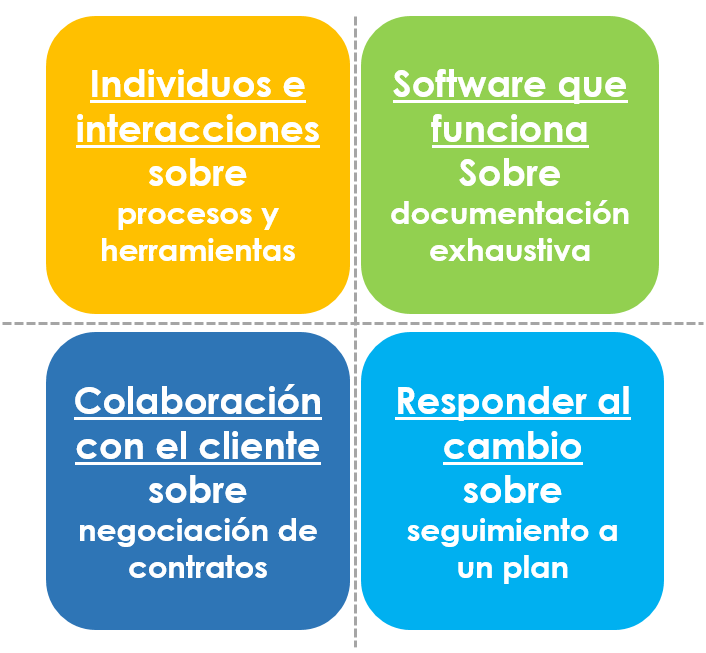 Individuos e
interacciones
sobre
procesos y
herramientas
Software que
funciona
Sobre
documentación
exhaustiva
Colaboración
con el cliente
sobre
negociación de
contratos
Responder al
cambio
sobre
seguimiento a
un plan